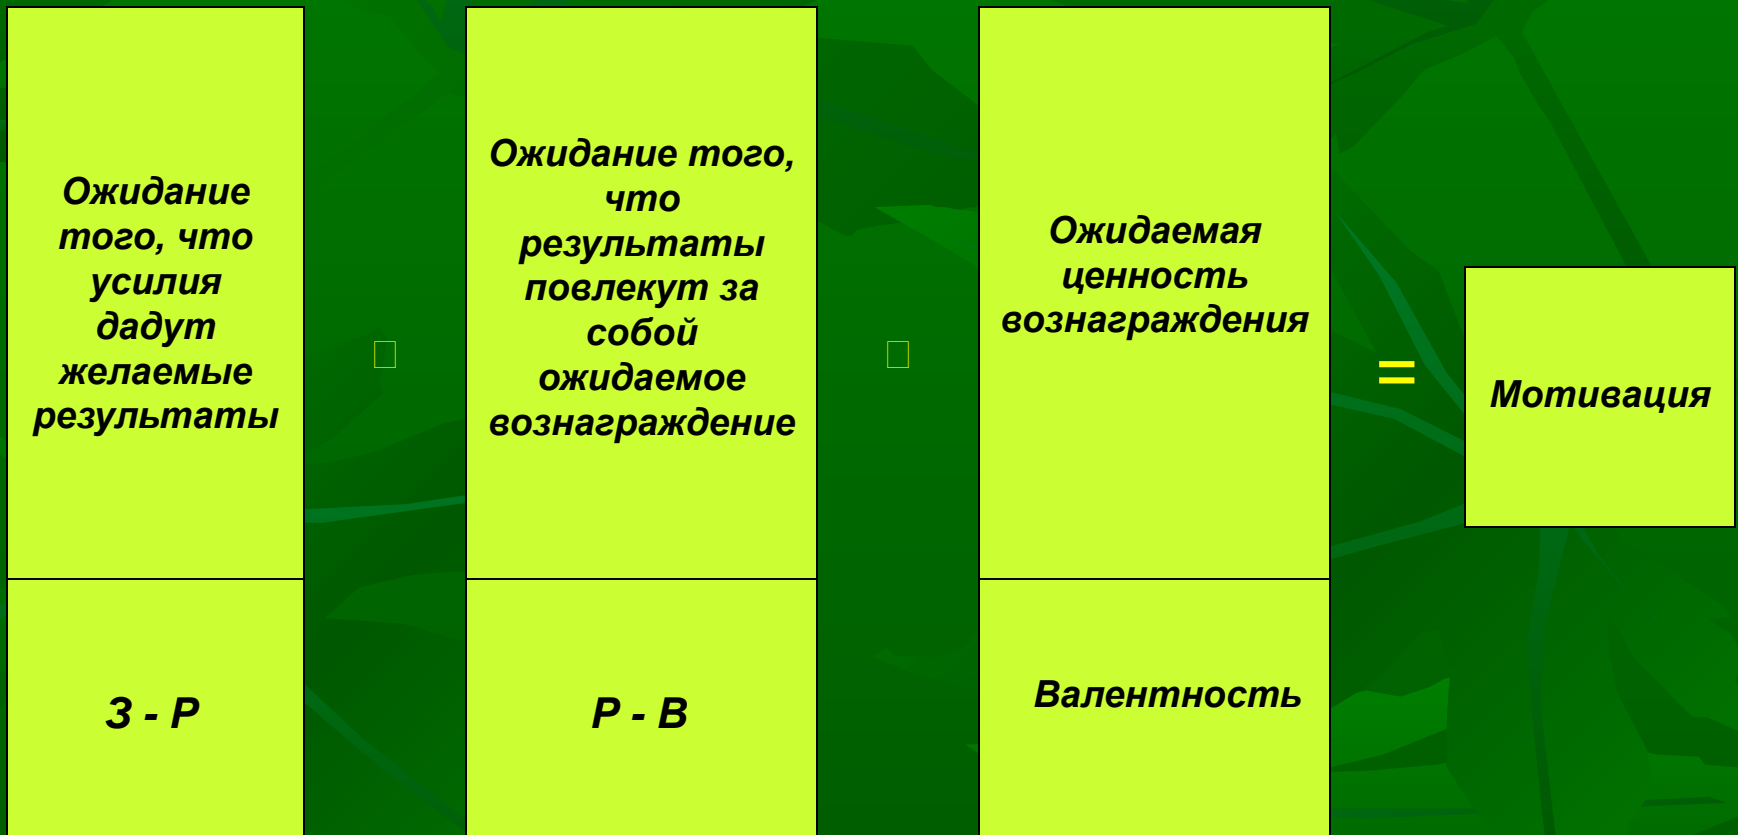 Ожидание
того, что
усилия
дадут
желаемые
результаты
З - Р
Ожидание того,
что
результаты
повлекут за
собой
ожидаемое
вознаграждение
Р - В
Ожидаемая
ценность
вознаграждения
Валентность
=
Мотивация